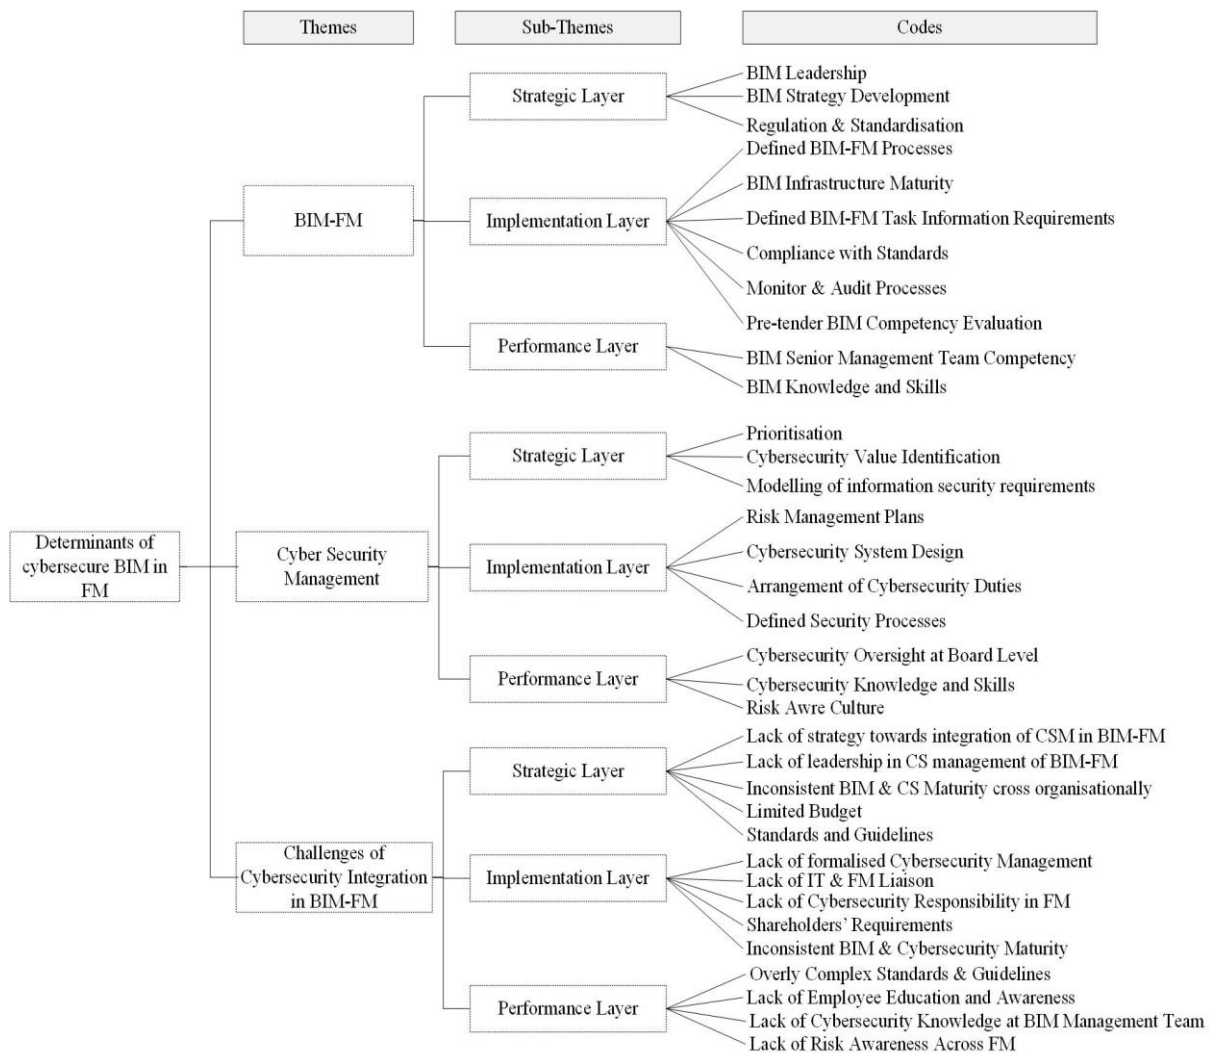 Themes
Sub-Themes
Codes
Determinants of
cybersecure BIM in
FM
BIM-FM
Strategic Layer
BIM Leadership
BIM Strategy Development
Regulation & Standardisation
Implementation Layer
Defined BIM-FM Processes
BIM Infrastructure Maturity
Defined BIM-FM Task Information Requirements
Compliance with Standards
Monitor & Audit Processes
Pre-tender BIM Competency Evaluation
Performance Layer
BIM Senior Management Team Competency
BIM Knowledge and Skills
Cyber Security
Management
Strategic Layer
Prioritisation
Cybersecurity Value Identification
Modelling of information security requirements
Implementation Layer
Risk Management Plans
Cybersecurity System Design
Arrangement of Cybersecurity Duties
Defined Security Processes
Performance Layer
Cybersecurity Oversight at Board Level
Cybersecurity Knowledge and Skills
Risk Awre Culture
Challenges of
Cybersecurity Integration
in BIM-FM
Strategic Layer
Lack of strategy towards integration of CSM in BIM-FM
Lack of leadership in CS management of BIM-FM
Inconsistent BIM & CS Maturity cross organisationally
Limited Budget
Standards and Guidelines
Implementation Layer
Lack of formalised Cybersecurity Management
Lack of IT & FM Liaison
Lack of Cybersecurity Responsibility in FM
Shareholders’ Requirements
Inconsistent BIM & Cybersecurity Maturity
Performance Layer
Overly Complex Standards & Guidelines
Lack of Employee Education and Awareness
Lack of Cybersecurity Knowledge at BIM Management Team
Lack of Risk Awareness Across FM